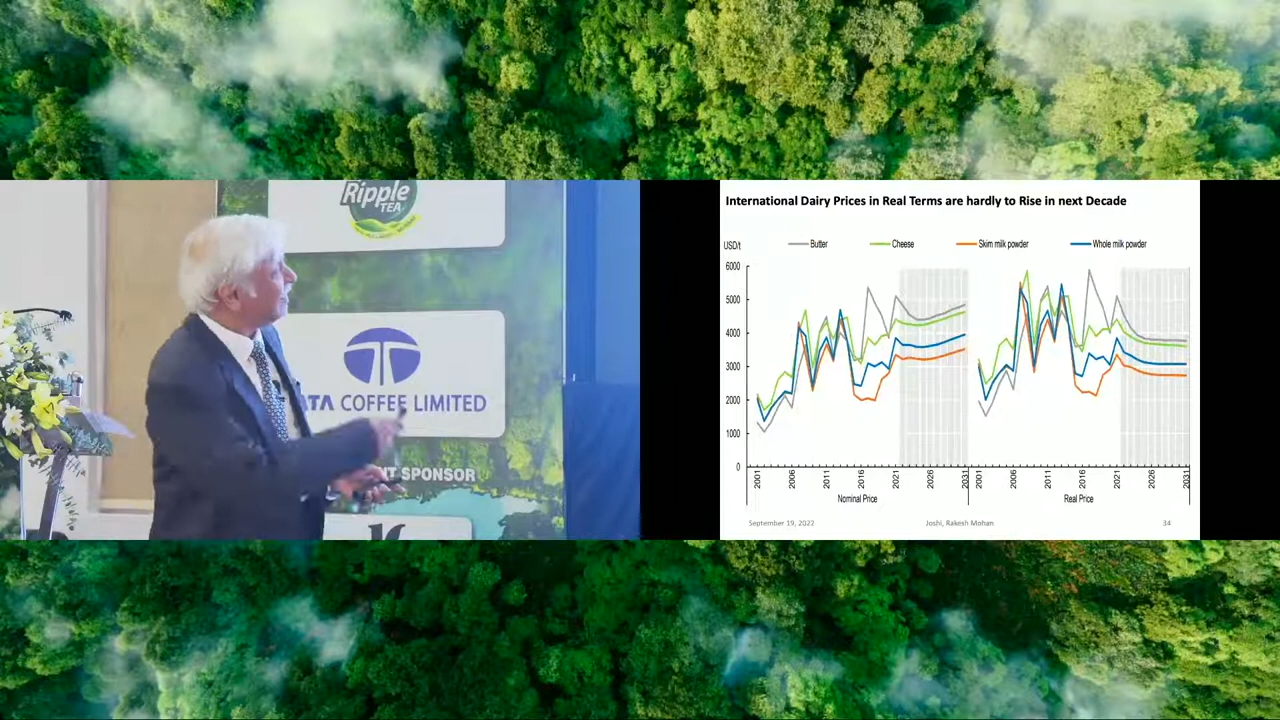 Ripple
TEA
TATA COFFEE LIMITED
NT SPONSOR
International Dairy Prices in Real Terms are hardly to Rise in next Decade
USD/t
Butter
Cheese
Skim milk powder
Whole milk powder
6000
5000
4000
3000
2000
1000
0
2001
2006
2011
2016
2021
2026
2031
2001
2006
2011
2016
2021
2026
2031
Nominal Price
Real Price
September 19, 2022
Joshi, Rakesh Mohan
34